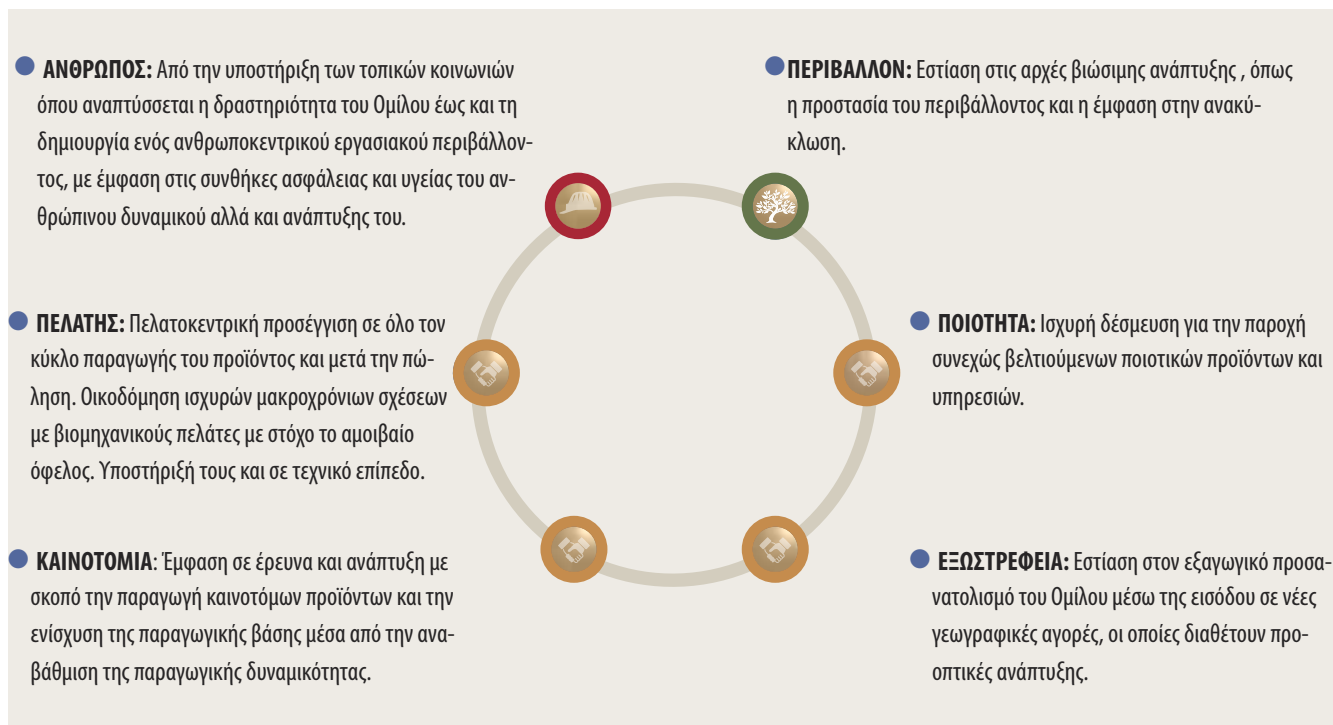 ΑΝΘΡΩΠΟΣ: Από την υποστήριξη των τοπικών κοινωνιών
όπου αναπτύσσεται η δραστηριότητα του Ομίλου έως και τη
δημιουργία ενός ανθρωποκεντρικού εργασιακού περιβάλλον-
τος, με έμφαση στις συνθήκες ασφάλειας και υγείας του αν-
θρώπινου δυναμικού αλλά και ανάπτυξης του.
ΠΕΡΙΒΑΛΛΟΝ: Εστίαση στις αρχές βιώσιμης ανάπτυξης , όπως
η προστασία του περιβάλλοντος και η έμφαση στην ανακύ-
κλωση.
ΠΕΛΑΤΗΣ: Πελατοκεντρική προσέγγιση σε όλο τον
κύκλο παραγωγής του προϊόντος και μετά την πώ-
ληση. Οικοδόμηση ισχυρών μακροχρόνιων σχέσεων
με βιομηχανικούς πελάτες με στόχο το αμοιβαίο
όφελος. Υποστήριξή τους και σε τεχνικό επίπεδο.
ΠΟΙΟΤΗΤΑ: Ισχυρή δέσμευση για την παροχή
συνεχώς βελτιούμενων ποιοτικών προϊόντων και
υπηρεσιών.
ΚΑΙΝΟΤΟΜΙΑ: Έμφαση σε έρευνα και ανάπτυξη με
σκοπό την παραγωγή καινοτόμων προϊόντων και την
ενίσχυση της παραγωγικής βάσης μέσα από την ανα-
βάθμιση της παραγωγικής δυναμικότητας.
ΕΞΩΣΤΡΕΦΕΙΑ: Εστίαση στον εξαγωγικό προσα-
νατολισμό του Ομίλου μέσω της εισόδου σε νέες
γεωγραφικές αγορές, οι οποίες διαθέτουν προ-
οπτικές ανάπτυξης.